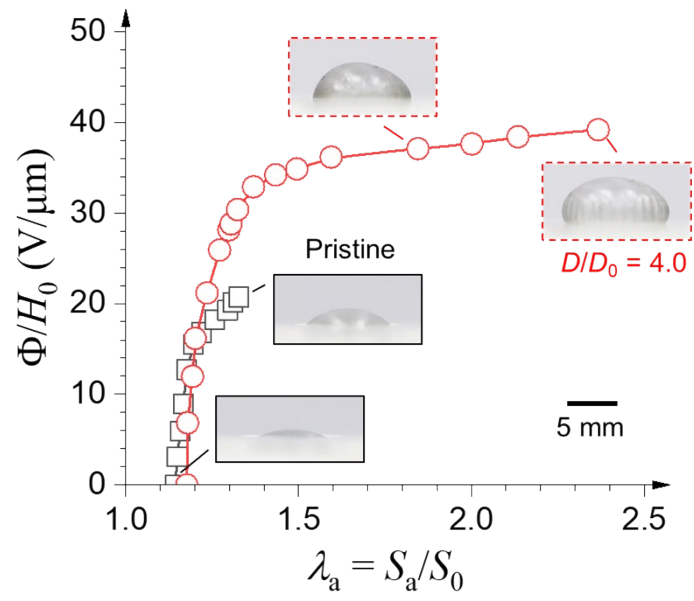 50
40
30
20
10
0
Φ/H₀ (V/μm)
Pristine
D/D₀ = 4.0
5 mm
1.0 1.5 2.0 2.5
λₐ = Sₐ/S₀